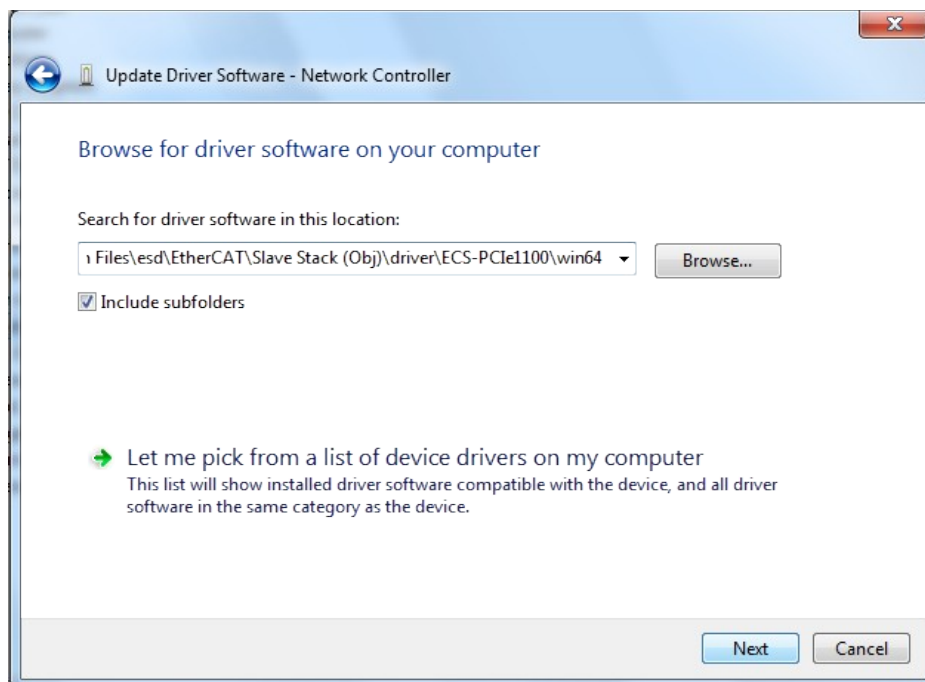 Update Driver Software - Network Controller
Browse for driver software on your computer
Search for driver software in this location:
Files\esd\EtherCAT\Slave Stack (Obj)\driver\ECS-PCIe1100\win64
Browse...
Include subfolders
Let me pick from a list of device drivers on my computer
This list will show installed driver software compatible with the device, and all driver
software in the same category as the device.
Next
Cancel